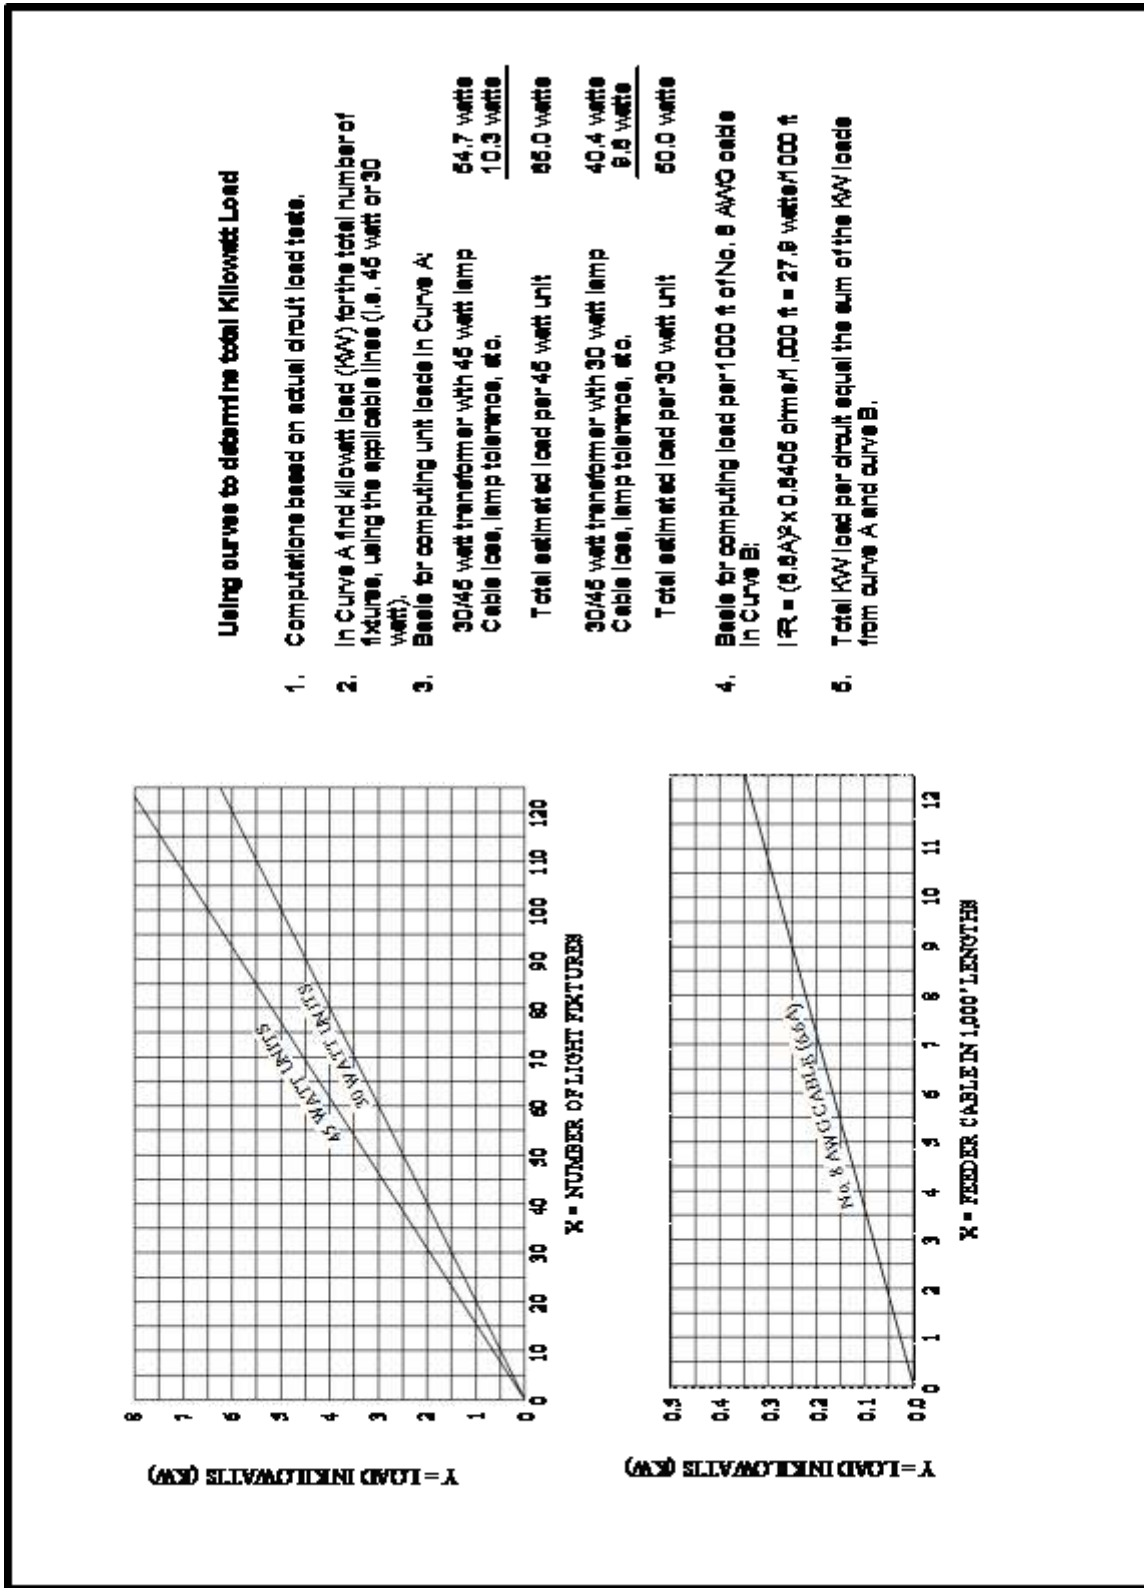 Using curves to determine total Kilowatt Load
1. Computations based on actual circuit load tests.
2. In Curve A find kilowatt load (KW) for the total number of
fixtures, using the applicable lines (i.e. 45 watt or 30
watt).
3. Basis for computing unit loads in Curve A:
30/45 watt transformer with 45 watt lamp 54.7 watts
Cable loss, lamp tolerance, etc. 10.3 watts
Total estimated load per 45 watt unit 65.0 watts
30/45 watt transformer with 30 watt lamp 40.4 watts
Cable loss, lamp tolerance, etc. 9.6 watts
Total estimated load per 30 watt unit 50.0 watts
4. Basis for computing load per 1000 ft of No. 8 AWG cable
in Curve B:
I²R = (6.6A)² x 0.6405 ohms/1,000 ft = 27.9 watts/1000 ft
5. Total KW load per circuit equal the sum of the KW loads
from curve A and curve B.
Y = LOAD IN KILOWATTS (KW)
8
7
6
5
4
3
2
1
0
45 WATT UNITS
30 WATT UNITS
0 10 20 30 40 50 60 70 80 90 100 110 120
X = NUMBER OF LIGHT FIXTURES
Y = LOAD IN KILOWATTS (KW)
0.5
0.4
0.3
0.2
0.1
0.0
No. 8 AWG CABLE (6.6A)
0 1 2 3 4 5 6 7 8 9 10 11 12
X = FEEDER CABLE IN 1,000' LENGTHS